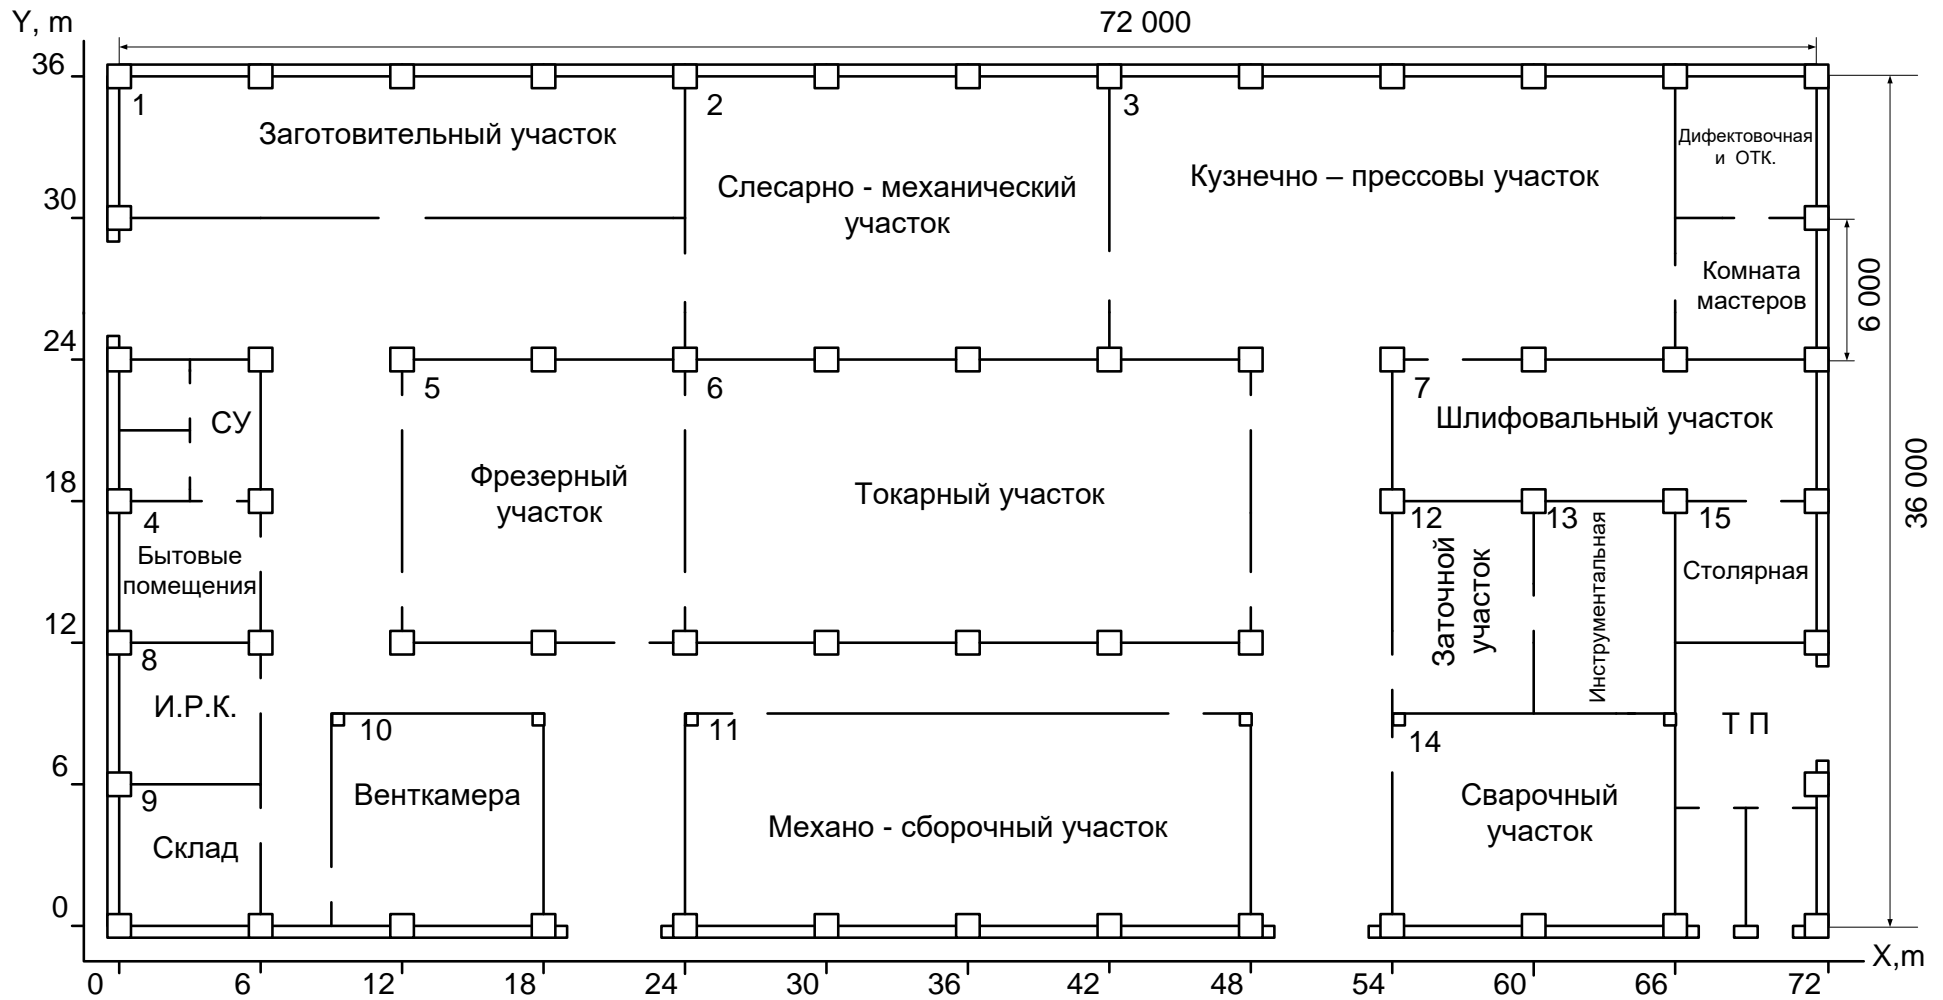 Y, m
72 000
36
1
2
3
Заготовительный участок
Дифектовочная
и ОТК.
Слесарно - механический
участок
Кузнечно – прессовы участок
30
Комната
мастеров
6 000
24
5
6
7
СУ
Шлифовальный участок
Фрезерный
участок
Токарный участок
36 000
18
4
12
13
15
Бытовые
помещения
Заточной
участок
Инструментальная
Столярная
12
8
И.Р.К.
10
11
14
Т П
6
9
Венткамера
Сварочный
участок
Механо - сборочный участок
Склад
0
X,m
0
6
12
18
24
30
36
42
48
54
60
66
72